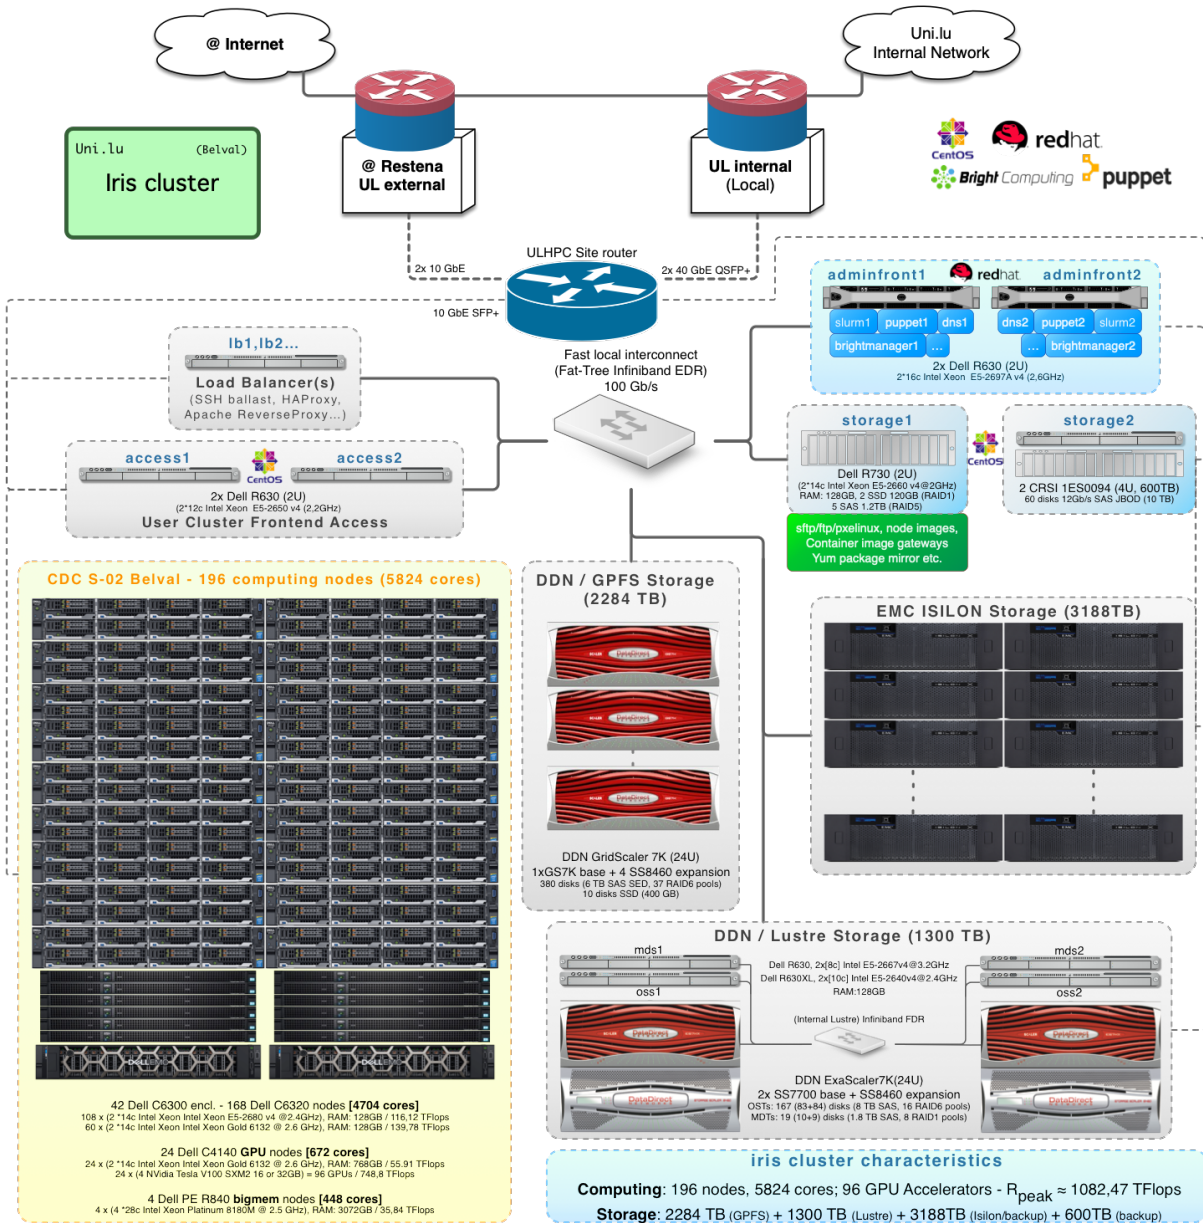 @ Internet
Uni.lu
Internal Network
Uni.lu (Belval)
Iris cluster
@ Restena
UL external
UL internal
(Local)
CentOS
redhat.
Bright Computing
puppet
ULHPC Site router
2x 10 GbE
2x 40 GbE QSFP+
10 GbE SFP+
adminfront1
redhat.
adminfront2
slurm1 puppet1 dns1
brightmanager1 ...
dns2 puppet2 slurm2
... brightmanager2
2x Dell R630 (2U)
2*16c Intel Xeon E5-2697A v4 (2,6GHz)
lb1,lb2...
Load Balancer(s)
(SSH ballast, HAProxy,
Apache ReverseProxy...)
Fast local interconnect
(Fat-Tree Infiniband EDR)
100 Gb/s
access1
CentOS
access2
2x Dell R630 (2U)
(2*12c Intel Xeon E5-2650 v4 (2,2GHz)
User Cluster Frontend Access
storage1
Dell R730 (2U)
(2*14c Intel Xeon E5-2660 v4@2GHz)
RAM: 128GB, 2 SSD 120GB (RAID1)
5 SAS 1.2TB (RAID5)
CentOS
storage2
2 CRSI 1ES0094 (4U, 600TB)
60 disks 12Gb/s SAS JBOD (10 TB)
sftp/ftp/pxelinux, node images,
Container image gateways
Yum package mirror etc.
CDC S-02 Belval - 196 computing nodes (5824 cores)
DELLEMC
DELLEMC
42 Dell C6300 encl. - 168 Dell C6320 nodes [4704 cores]
108 x (2 *14c Intel Xeon Intel Xeon E5-2680 v4 @2.4GHz), RAM: 128GB / 116,12 TFlops
60 x (2 *14c Intel Xeon Intel Xeon Gold 6132 @ 2.6 GHz), RAM: 128GB / 139,78 TFlops
24 Dell C4140 GPU nodes [672 cores]
24 x (2 *14c Intel Xeon Intel Xeon Gold 6132 @ 2.6 GHz), RAM: 768GB / 55.91 TFlops
24 x (4 NVidia Tesla V100 SXM2 16 or 32GB) = 96 GPUs / 748,8 TFlops
4 Dell PE R840 bigmem nodes [448 cores]
4 x (4 *28c Intel Xeon Platinum 8180M @ 2.5 GHz), RAM: 3072GB / 35,84 TFlops
DDN / GPFS Storage
(2284 TB)
DataDirect
DataDirect
DataDirect
DDN GridScaler 7K (24U)
1xGS7K base + 4 SS8460 expansion
380 disks (6 TB SAS SED, 37 RAID6 pools)
10 disks SSD (400 GB)
EMC ISILON Storage (3188TB)
DDN / Lustre Storage (1300 TB)
mds1
mds2
Dell R630, 2x[8c] Intel E5-2667v4@3.2GHz
Dell R630XL, 2x[10c] Intel E5-2640v4@2.4GHz
RAM:128GB
oss1
oss2
(Internal Lustre) Infiniband FDR
DataDirect
DataDirect
DataDirect
DataDirect
DDN ExaScaler7K(24U)
2x SS7700 base + SS8460 expansion
OSTs: 167 (83+84) disks (8 TB SAS, 16 RAID6 pools)
MDTs: 19 (10+9) disks (1.8 TB SAS, 8 RAID1 pools)
iris cluster characteristics
Computing: 196 nodes, 5824 cores; 96 GPU Accelerators - Rpeak ≈ 1082,47 TFlops
Storage: 2284 TB (GPFS) + 1300 TB (Lustre) + 3188TB (Isilon/backup) + 600TB (backup)